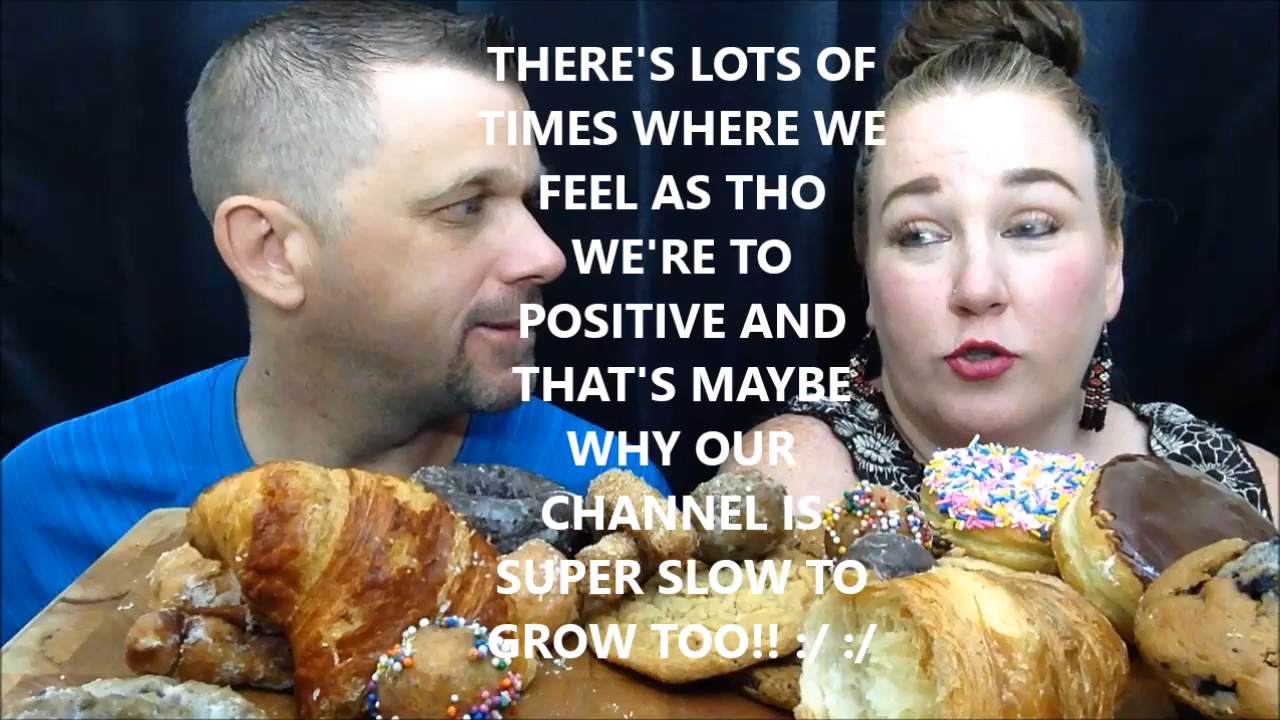 THERE'S LOTS OF
TIMES WHERE WE
FEEL AS THO
WE'RE TO
POSITIVE AND
THAT'S MAYBE
WHY OUR
CHANNEL IS
SUPER SLOW TO
GROW TOO!! :/ :/